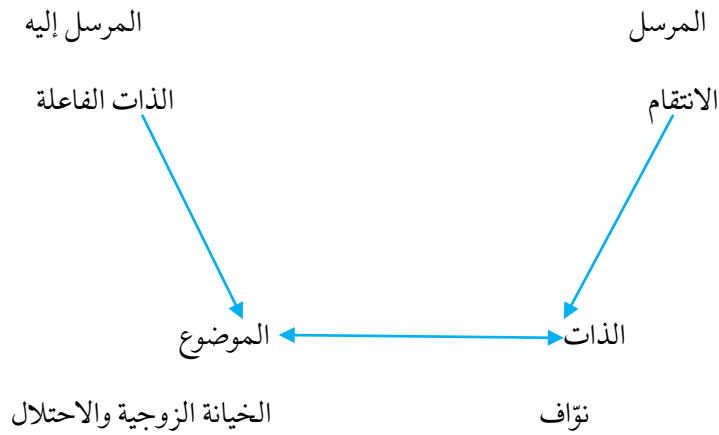 المرسل
المرسل إليه
الانتقام
الذات الفاعلة
الذات
الموضوع
نوّاف
الخيانة الزوجية والاحتلال